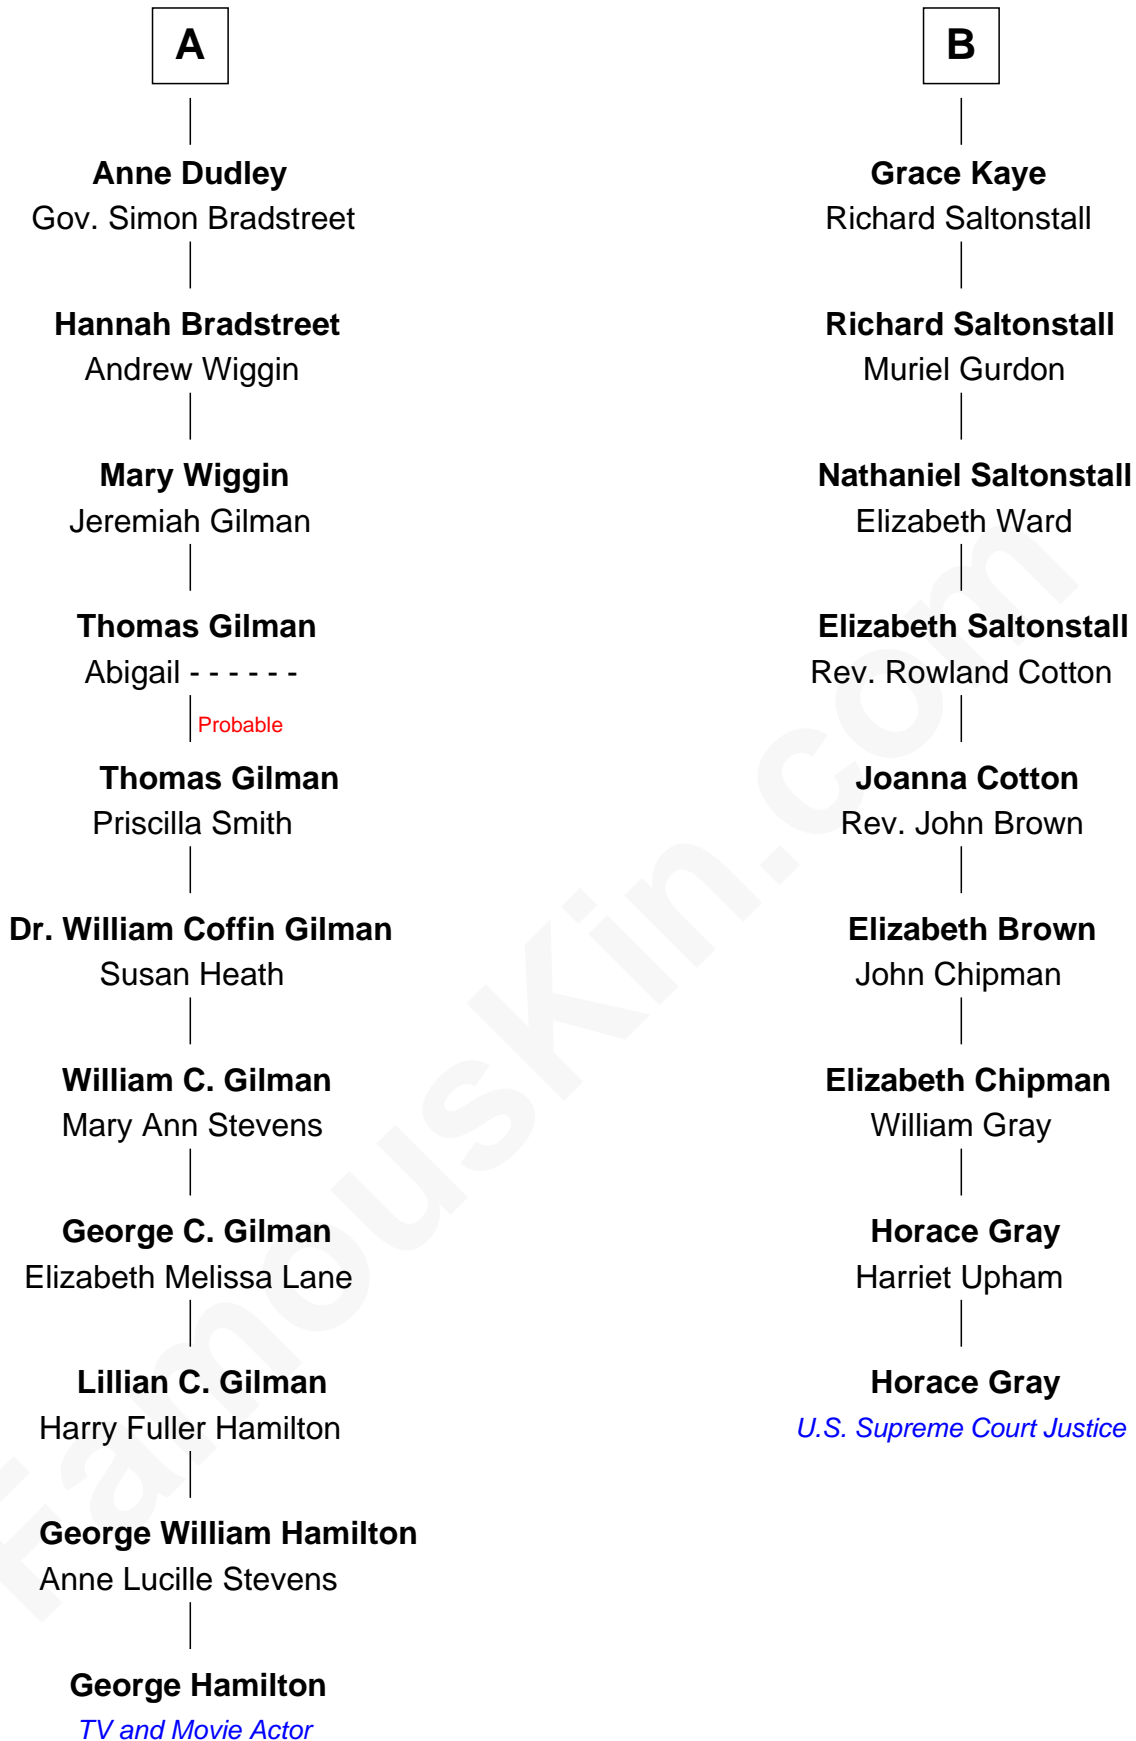 A
Anne Dudley
Gov. Simon Bradstreet
Hannah Bradstreet
Andrew Wiggin
Mary Wiggin
Jeremiah Gilman
Thomas Gilman
Abigail - - - - - -
Probable
Thomas Gilman
Priscilla Smith
Dr. William Coffin Gilman
Susan Heath
William C. Gilman
Mary Ann Stevens
George C. Gilman
Elizabeth Melissa Lane
Lillian C. Gilman
Harry Fuller Hamilton
George William Hamilton
Anne Lucille Stevens
George Hamilton
TV and Movie Actor
B
Grace Kaye
Richard Saltonstall
Richard Saltonstall
Muriel Gurdon
Nathaniel Saltonstall
Elizabeth Ward
Elizabeth Saltonstall
Rev. Rowland Cotton
Joanna Cotton
Rev. John Brown
Elizabeth Brown
John Chipman
Elizabeth Chipman
William Gray
Horace Gray
Harriet Upham
Horace Gray
U.S. Supreme Court Justice
FamousKin.com